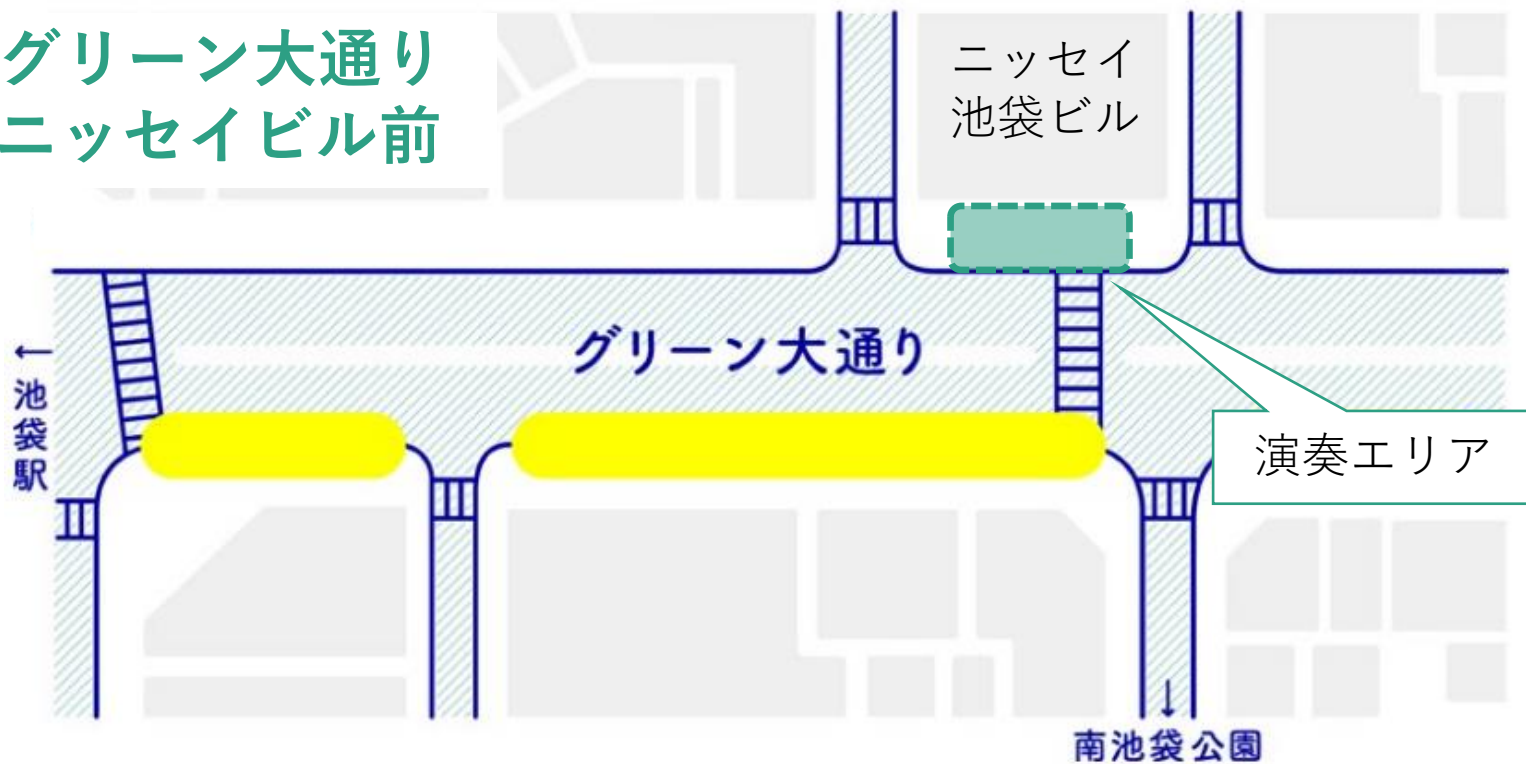 グリーン大通り
ニッセイビル前
ニッセイ
池袋ビル
グリーン大通り
←池袋駅
演奏エリア
↓
南池袋公園